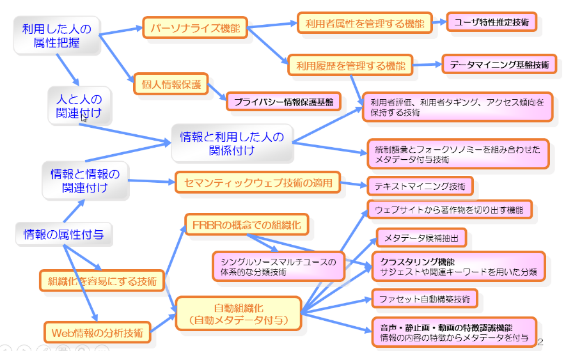 利用した人の
属性把握
パーソナライズ機能
利用者属性を管理する機能
ユーザ特性推定技術
利用履歴を管理する機能
データマイニング基盤技術
個人情報保護
プライバシー情報保護基盤
人と人の
関連付け
利用者評価、利用者タギング、アクセス傾向を
保持する技術
情報と利用した人の
関係付け
統制語彙とフォークソノミーを組み合わせた
メタデータ付与技術
情報と情報の
関連付け
セマンティックウェブ技術の適用
テキストマイニング技術
ウェブサイトから著作物を切り出す機能
情報の属性付与
FRBRの概念での組織化
メタデータ候補抽出
シングルソースマルチユースの
体系的な分類技術
クラスタリング機能
サジェストや関連キーワードを用いた分類
組織化を容易にする技術
自動組織化
(自動メタデータ付与)
ファセット自動構築技術
Web情報の分析技術
音声・静止画・動画の特徴認識機能
情報の内容の特徴からメタデータを付与
2